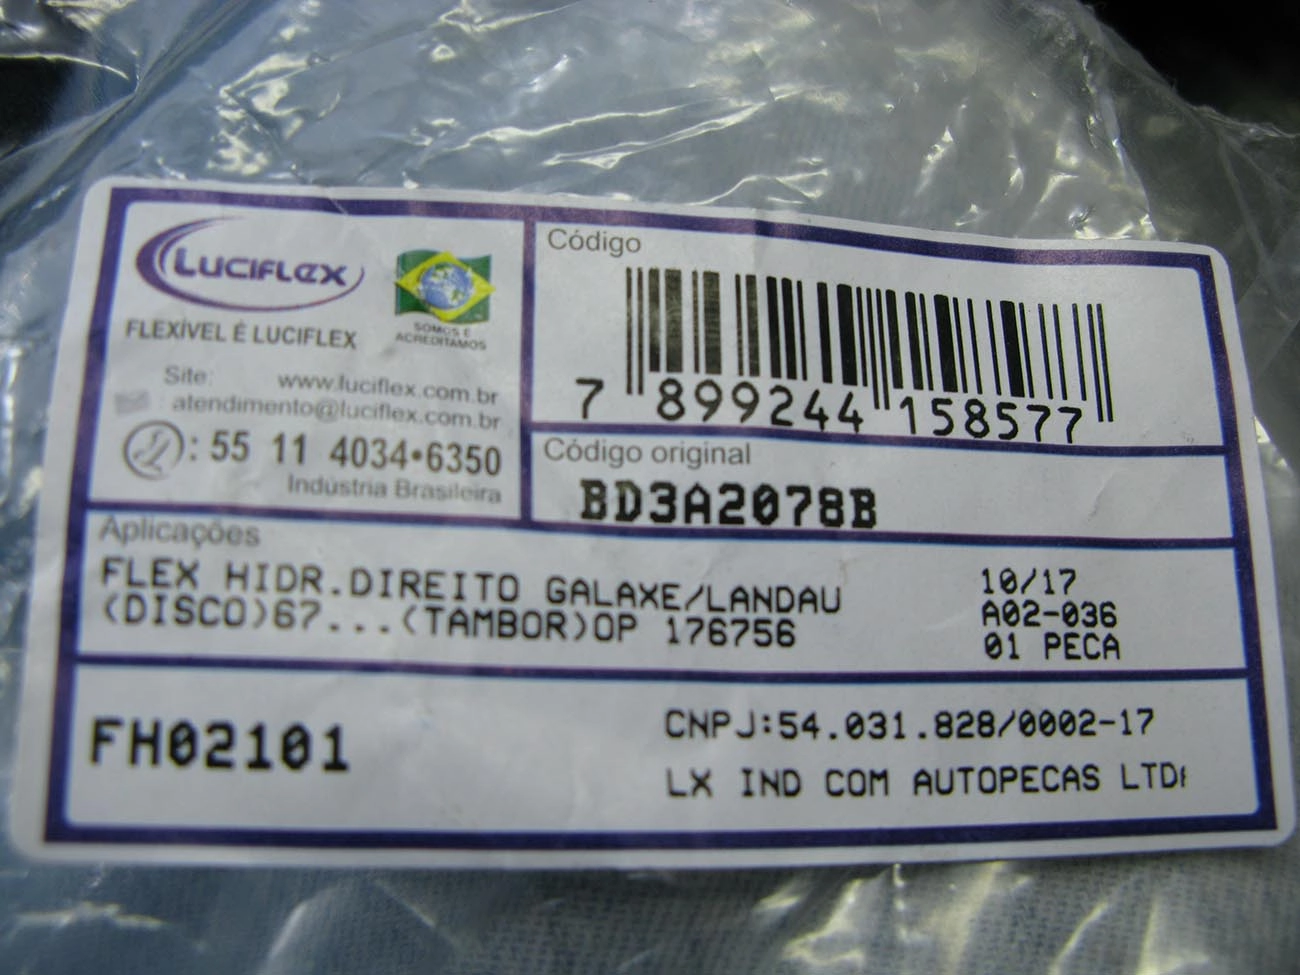 LUCIFLEX
FLEXÍVEL É LUCIFLEX
SOMOS E
ACREDITAMOS
Site: www.luciflex.com.br
atendimento@luciflex.com.br
: 55 11 4034•6350
Indústria Brasileira
Código
7 899244 158577
Código original
BD3A2078B
Aplicações
FLEX HIDR.DIREITO GALAXE/LANDAU
(DISCO)67...(TAMBOR)OP 176756
10/17
A02-036
01 PECA
FH02101
CNPJ:54.031.828/0002-17
LX IND COM AUTOPECAS LTD